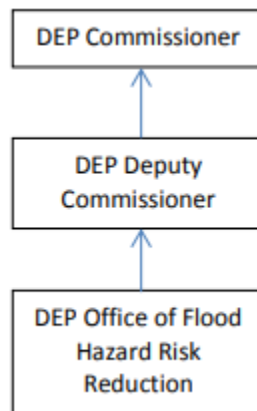 DEP Commissioner
DEP Deputy
Commissioner
DEP Office of Flood
Hazard Risk
Reduction